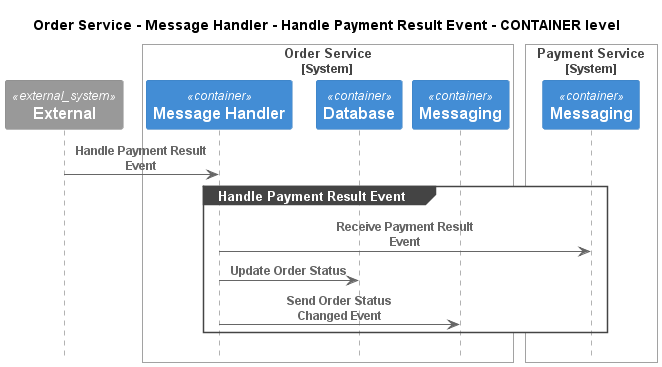 Order Service - Message Handler - Handle Payment Result Event - CONTAINER level
Order Service
[System]
Payment Service
[System]
«external_system»
External
«container»
Message Handler
«container»
Database
«container»
Messaging
«container»
Messaging
Handle Payment Result
Event
Handle Payment Result Event
Receive Payment Result
Event
Update Order Status
Send Order Status
Changed Event